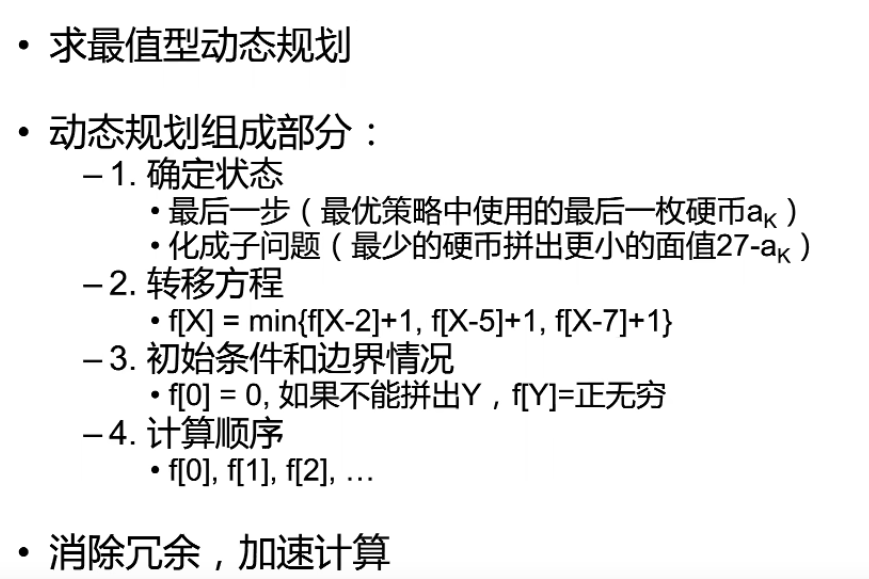 • 求最值型动态规划
• 动态规划组成部分：
– 1. 确定状态
• 最后一步（最优策略中使用的最后一枚硬币aK）
• 化成子问题（最少的硬币拼出更小的面值27-aK）
– 2. 转移方程
• f[X] = min{f[X-2]+1, f[X-5]+1, f[X-7]+1}
– 3. 初始条件和边界情况
• f[0] = 0, 如果不能拼出Y，f[Y]=正无穷
– 4. 计算顺序
• f[0], f[1], f[2], …
• 消除冗余，加速计算